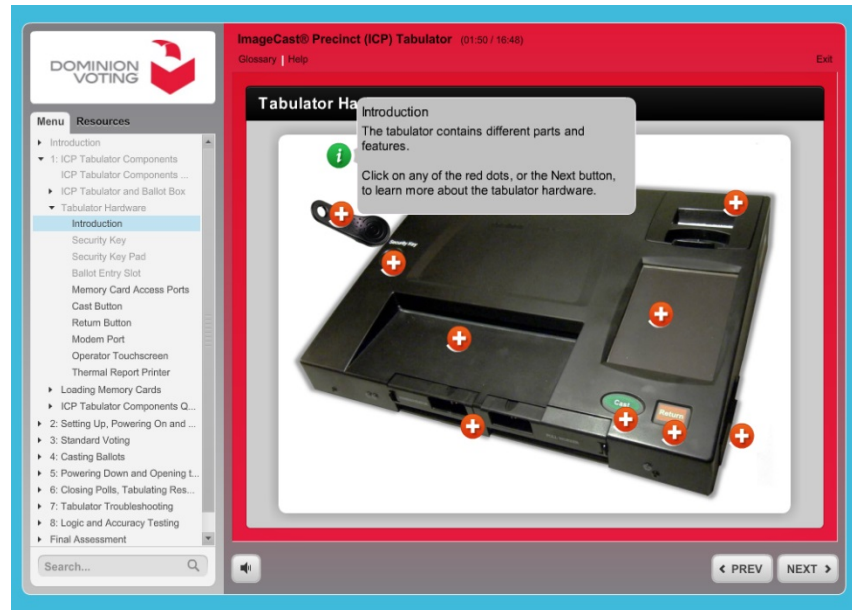 DOMINION
VOTING
ImageCast® Precinct (ICP) Tabulator (01:50 / 16:48)
Glossary | Help
Exit
Menu
Resources
Introduction
1: ICP Tabulator Components
ICP Tabulator Components ...
ICP Tabulator and Ballot Box
Tabulator Hardware
Introduction
Security Key
Security Key Pad
Ballot Entry Slot
Memory Card Access Ports
Cast Button
Return Button
Modem Port
Operator Touchscreen
Thermal Report Printer
Loading Memory Cards
ICP Tabulator Components Q...
2: Setting Up, Powering On and ...
3: Standard Voting
4: Casting Ballots
5: Powering Down and Opening t...
6: Closing Polls, Tabulating Res...
7: Tabulator Troubleshooting
8: Logic and Accuracy Testing
Final Assessment
Search...
Tabulator Ha
Introduction
The tabulator contains different parts and
features.
Click on any of the red dots, or the Next button,
to learn more about the tabulator hardware.
i
Security Key
Cast
Return
PREV
NEXT